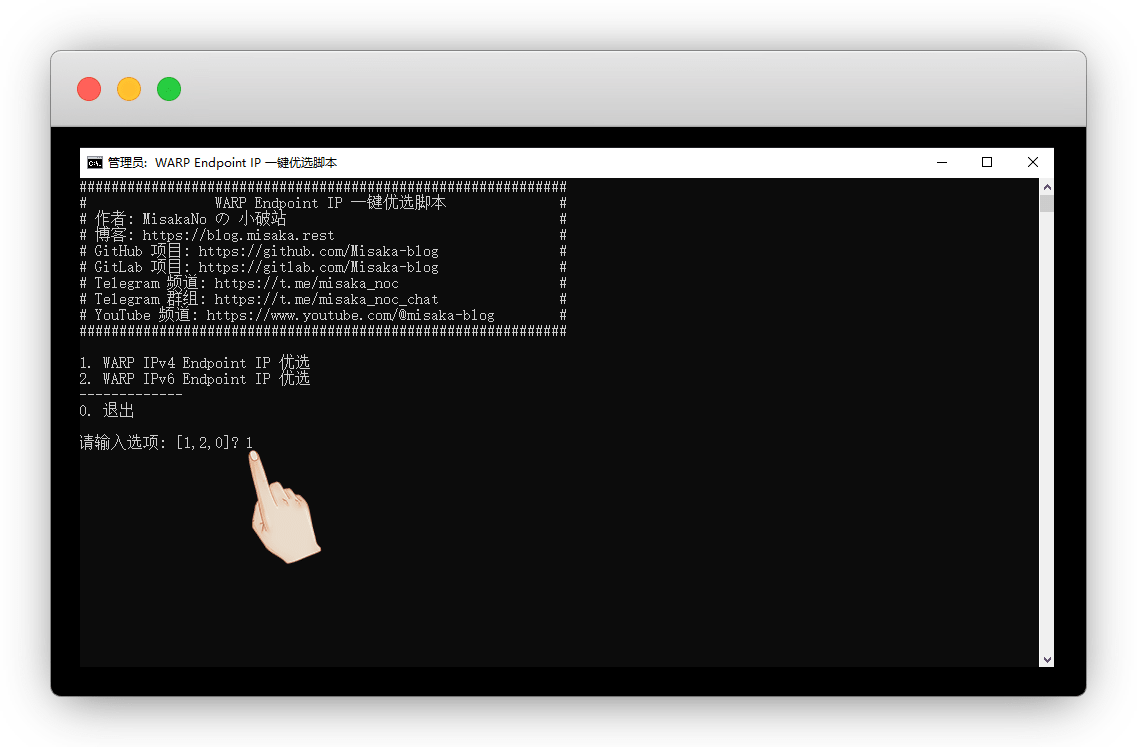 管理员: WARP Endpoint IP 一键优选脚本
#############################################################
# WARP Endpoint IP 一键优选脚本 #
# 作者: MisakaNo の 小破站 #
# 博客: https://blog.misaka.rest #
# GitHub 项目: https://github.com/Misaka-blog #
# GitLab 项目: https://gitlab.com/Misaka-blog #
# Telegram 频道: https://t.me/misaka_noc #
# Telegram 群组: https://t.me/misaka_noc_chat #
# YouTube 频道: https://www.youtube.com/@misaka-blog #
#############################################################
1. WARP IPv4 Endpoint IP 优选
2. WARP IPv6 Endpoint IP 优选
-------------
0. 退出
请输入选项: [1,2,0]? 1